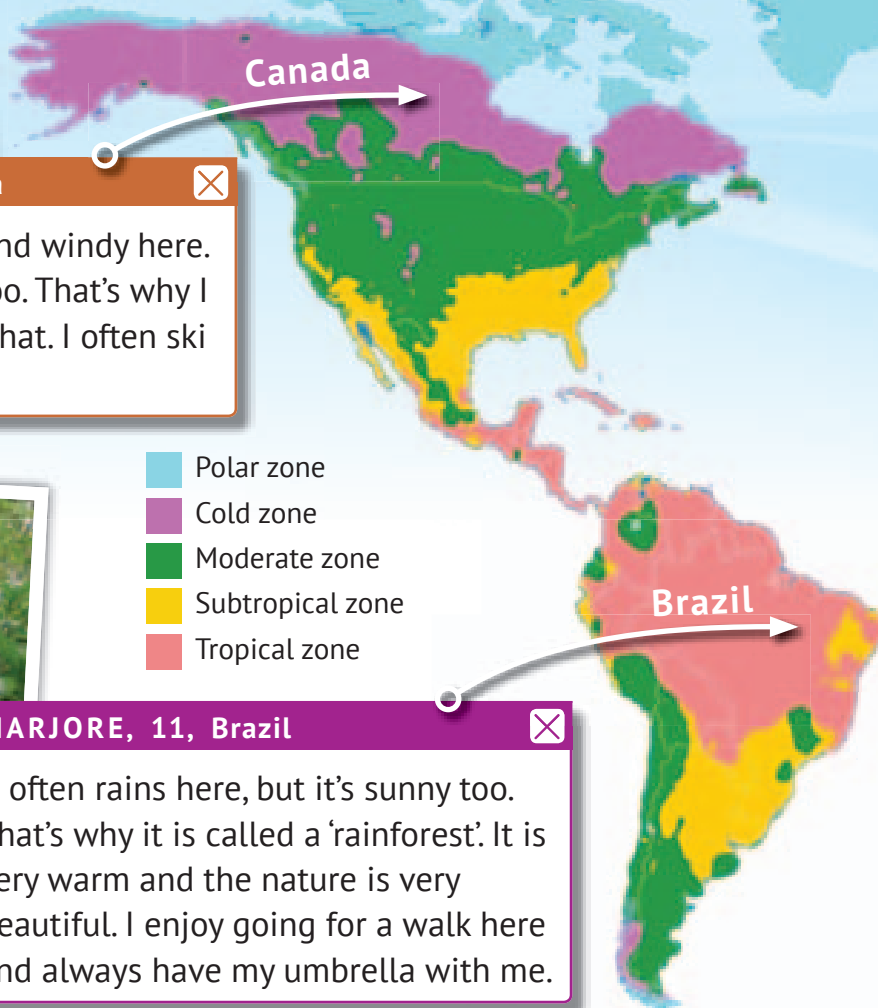 Canada
nd windy here.
oo. That's why I
hat. I often ski
Polar zone
Cold zone
Moderate zone
Subtropical zone
Tropical zone
Brazil
ARJORE, 11, Brazil
often rains here, but it's sunny too.
hat's why it is called a 'rainforest'. It is
ery warm and the nature is very
eautiful. I enjoy going for a walk here
nd always have my umbrella with me.